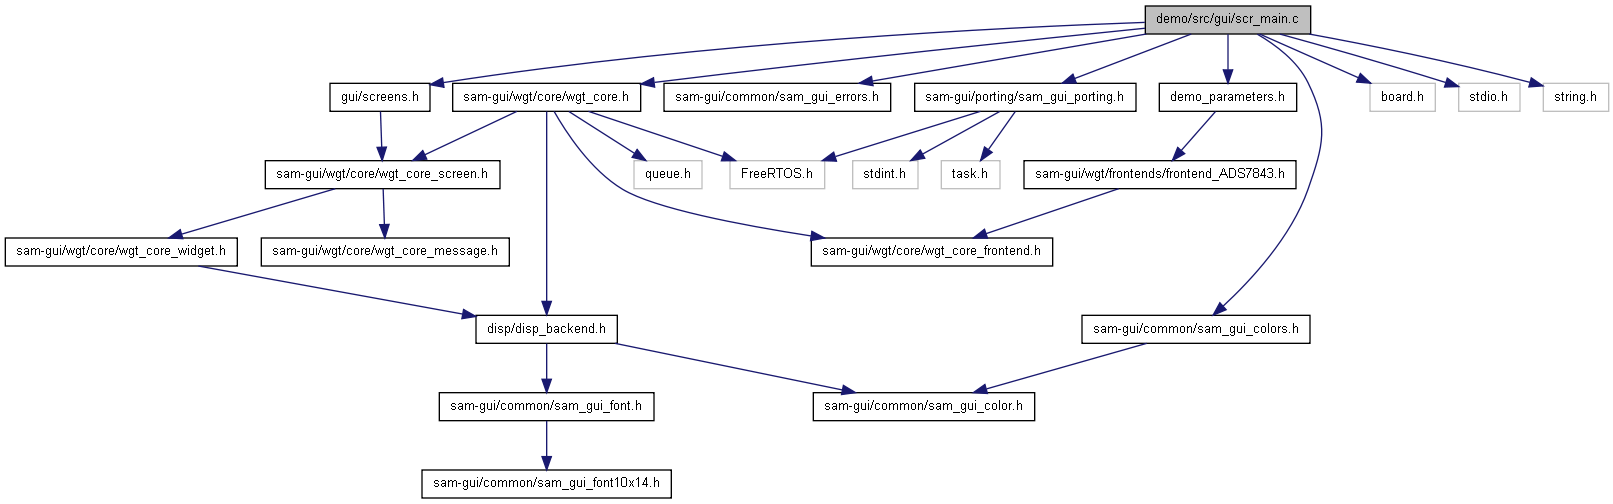 demo/src/gui/scr_main.c
gui/screens.h
sam-gui/wgt/core/wgt_core.h
sam-gui/common/sam_gui_errors.h
sam-gui/porting/sam_gui_porting.h
demo_parameters.h
board.h
stdio.h
string.h
sam-gui/wgt/core/wgt_core_screen.h
queue.h
FreeRTOS.h
stdint.h
task.h
sam-gui/wgt/frontends/frontend_ADS7843.h
sam-gui/wgt/core/wgt_core_widget.h
sam-gui/wgt/core/wgt_core_message.h
sam-gui/wgt/core/wgt_core_frontend.h
disp/disp_backend.h
sam-gui/common/sam_gui_colors.h
sam-gui/common/sam_gui_font.h
sam-gui/common/sam_gui_color.h
sam-gui/common/sam_gui_font10x14.h